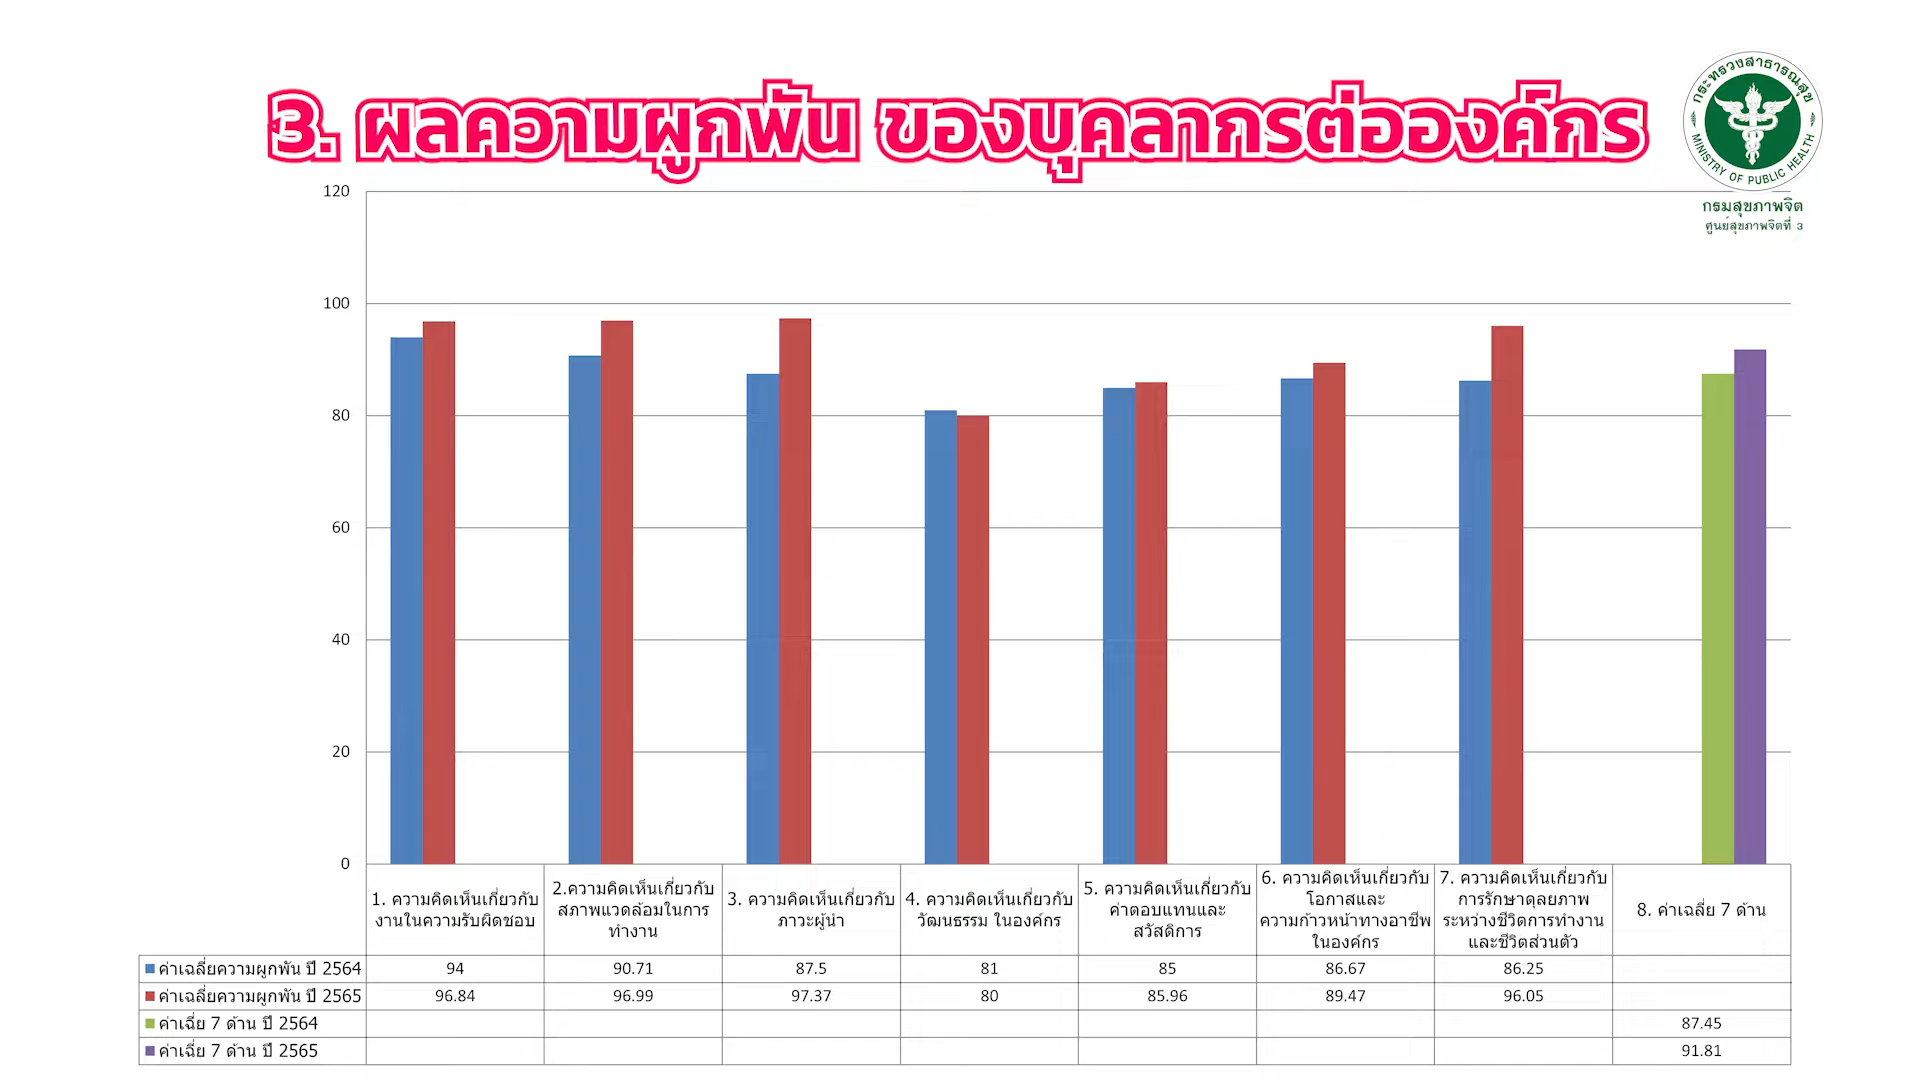 3. ผลความผูกพัน ของบุคลากรต่อองค์กร
กระทรวงสาธารณสุข
MINISTRY OF PUBLIC HEALTH
กรมสุขภาพจิต
ศูนย์สุขภาพจิตที่ 3
120
100
80
60
40
20
0
1. ความคิดเห็นเกี่ยวกับ
งานในความรับผิดชอบ
2.ความคิดเห็นเกี่ยวกับ
สภาพแวดล้อมในการ
ทำงาน
3. ความคิดเห็นเกี่ยวกับ
ภาวะผู้นำ
4. ความคิดเห็นเกี่ยวกับ
วัฒนธรรม ในองค์กร
5. ความคิดเห็นเกี่ยวกับ
ค่าตอบแทนและ
สวัสดิการ
6. ความคิดเห็นเกี่ยวกับ
โอกาสและ
ความก้าวหน้าทางอาชีพ
ในองค์กร
7. ความคิดเห็นเกี่ยวกับ
การรักษาดุลยภาพ
ระหว่างชีวิตการทำงาน
และชีวิตส่วนตัว
8. ค่าเฉลี่ย 7 ด้าน
ค่าเฉลี่ยความผูกพัน ปี 2564 94 90.71 87.5 81 85 86.67 86.25
ค่าเฉลี่ยความผูกพัน ปี 2565 96.84 96.99 97.37 80 85.96 89.47 96.05
ค่าเฉี่ย 7 ด้าน ปี 2564 87.45
ค่าเฉี่ย 7 ด้าน ปี 2565 91.81